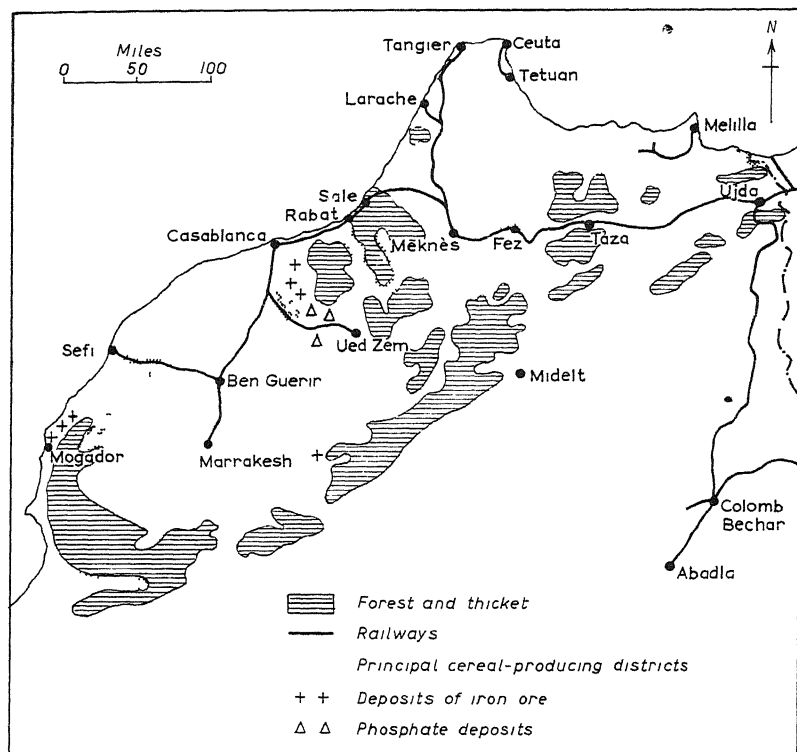 Miles
0 50 100
N
Tangier
Ceuta
Tetuan
Larache
Melilla
Sale
Rabat
Ujda
Casablanca
Mēknès
Fez
Taza
Sefi
Ued Zem
Ben Guerir
Midelt
Mogador
Marrakesh
Colomb
Bechar
Abadla
Forest and thicket
Railways
Principal cereal-producing districts
Deposits of iron ore
Phosphate deposits